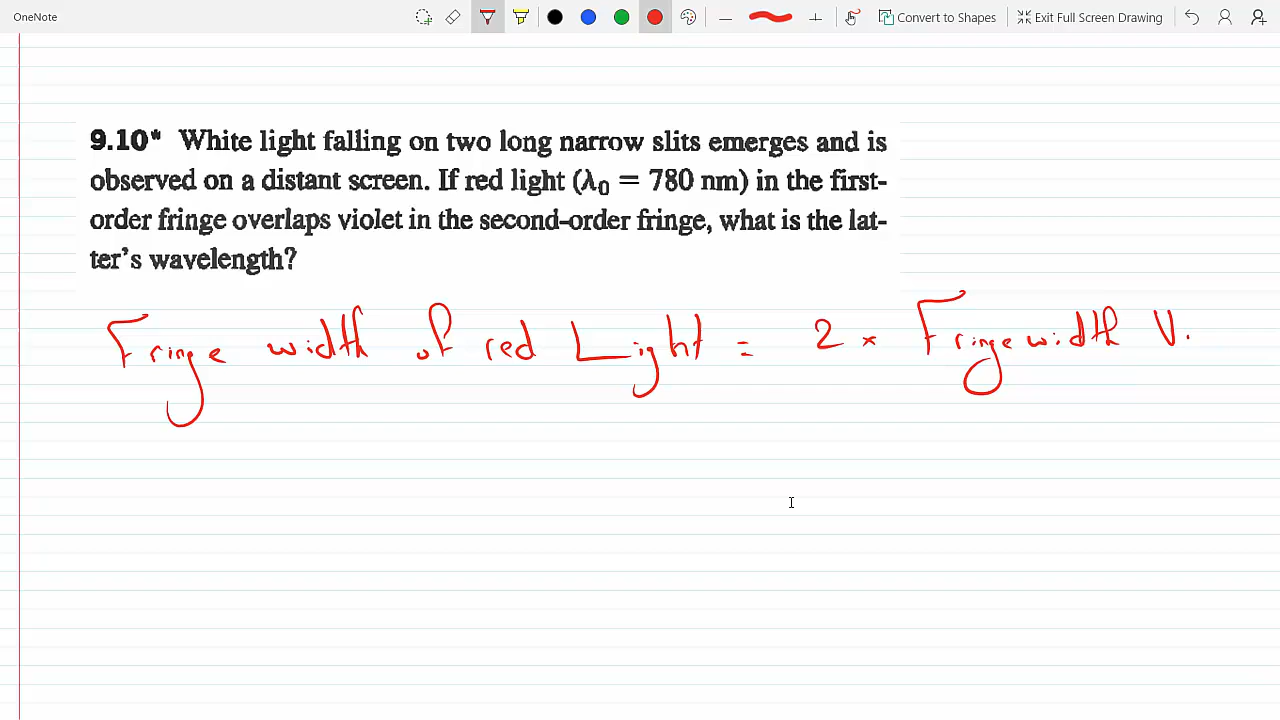 OneNote
Convert to Shapes
Exit Full Screen Drawing
9.10* White light falling on two long narrow slits emerges and is
observed on a distant screen. If red light (λ₀ = 780 nm) in the first-
order fringe overlaps violet in the second-order fringe, what is the lat-
ter's wavelength?
Fringe width of red Light = 2 × Fringe width V.